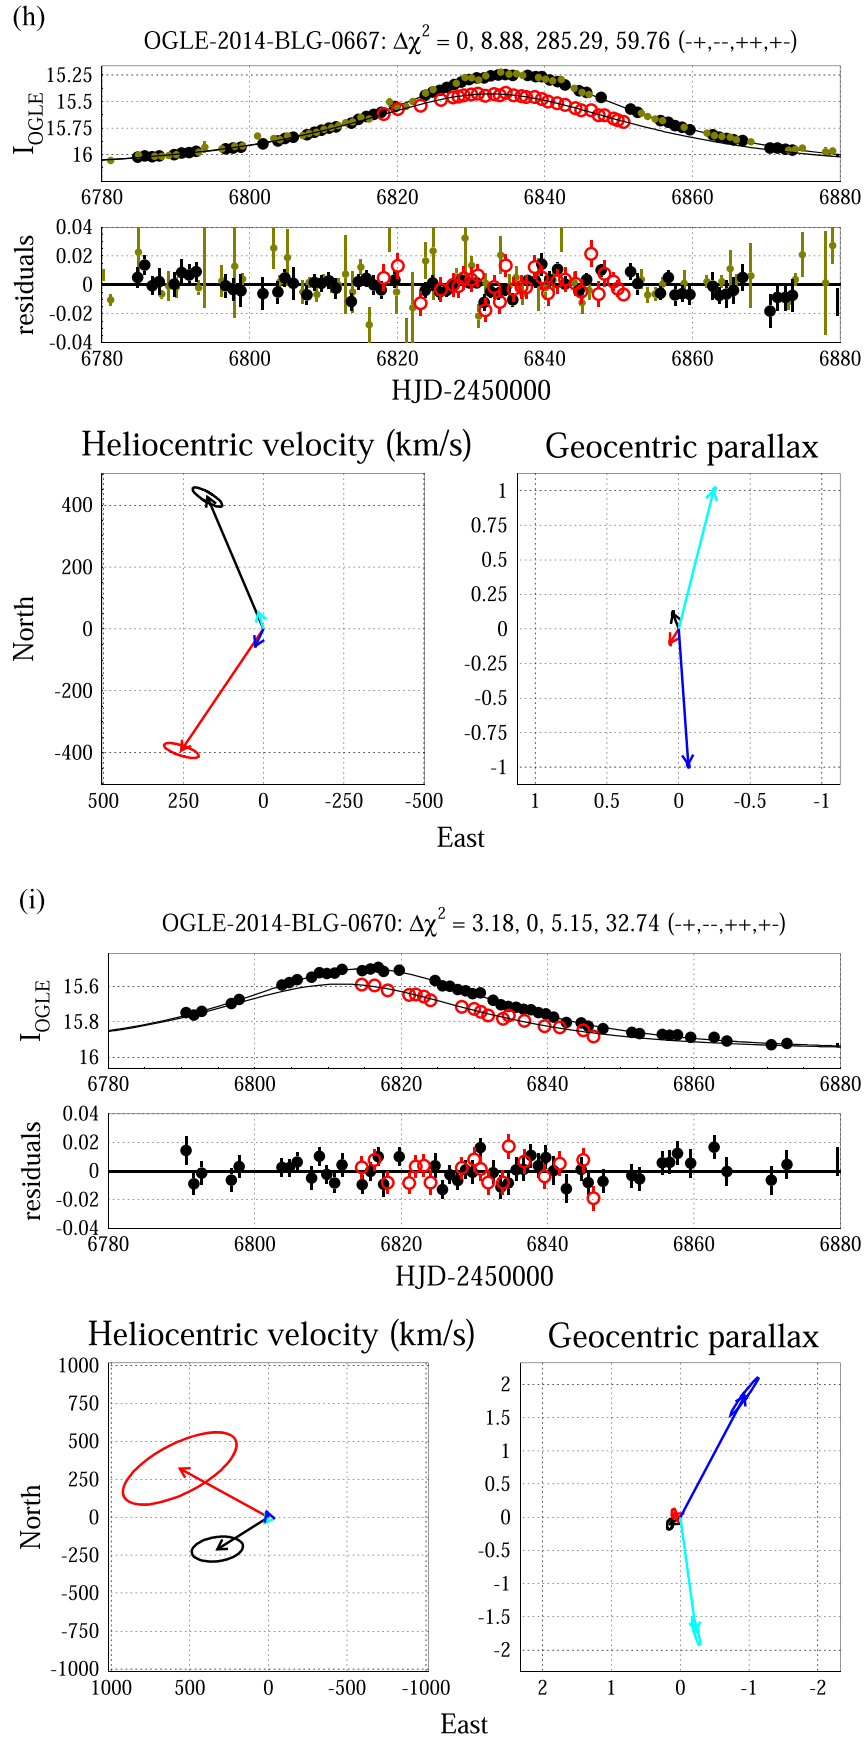 (h)
OGLE-2014-BLG-0667: Δχ² = 0, 8.88, 285.29, 59.76 (-+,--,++,+-)
I_OGLE
15.25
15.5
15.75
16
6780 6800 6820 6840 6860 6880
residuals
0.04
0.02
0
-0.02
-0.04
6780 6800 6820 6840 6860 6880
HJD-2450000
Heliocentric velocity (km/s)
North
400
200
0
-200
-400
500 250 0 -250 -500
East
Geocentric parallax
1
0.75
0.5
0.25
0
-0.25
-0.5
-0.75
-1
1 0.5 0 -0.5 -1
(i)
OGLE-2014-BLG-0670: Δχ² = 3.18, 0, 5.15, 32.74 (-+,--,++,+-)
I_OGLE
15.6
15.8
16
6780 6800 6820 6840 6860 6880
residuals
0.04
0.02
0
-0.02
-0.04
6780 6800 6820 6840 6860 6880
HJD-2450000
Heliocentric velocity (km/s)
North
1000
750
500
250
0
-250
-500
-750
-1000
1000 500 0 -500 -1000
East
Geocentric parallax
2
1.5
1
0.5
0
-0.5
-1
-1.5
-2
2 1 0 -1 -2